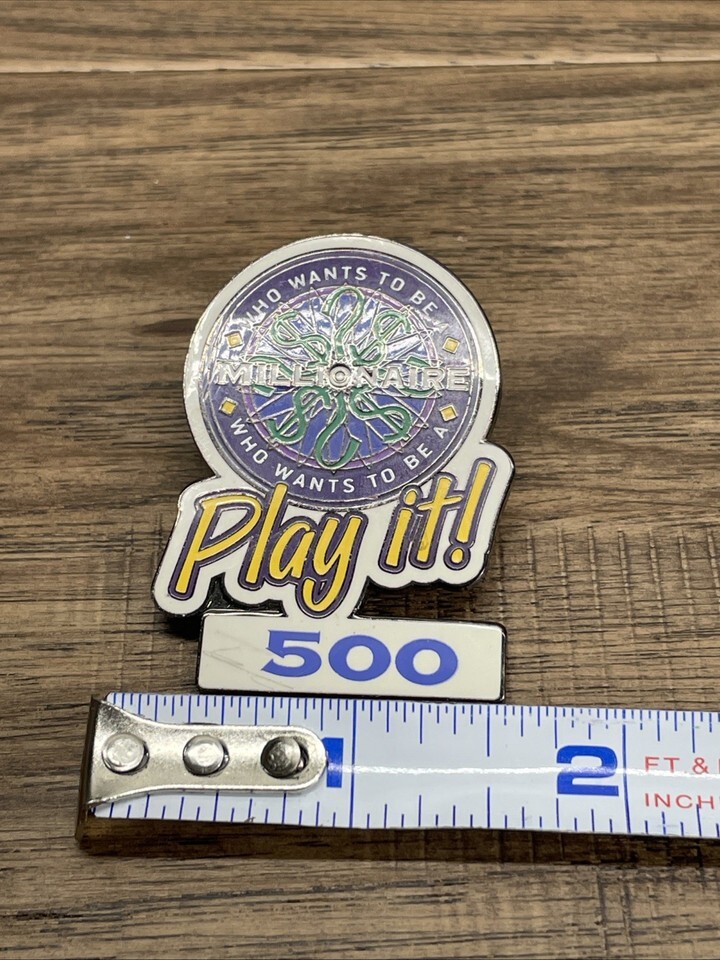 WHO WANTS TO BE A
MILLIONAIRE
WHO WANTS TO BE A
Play it!
500
1 2
FT. &
INCH